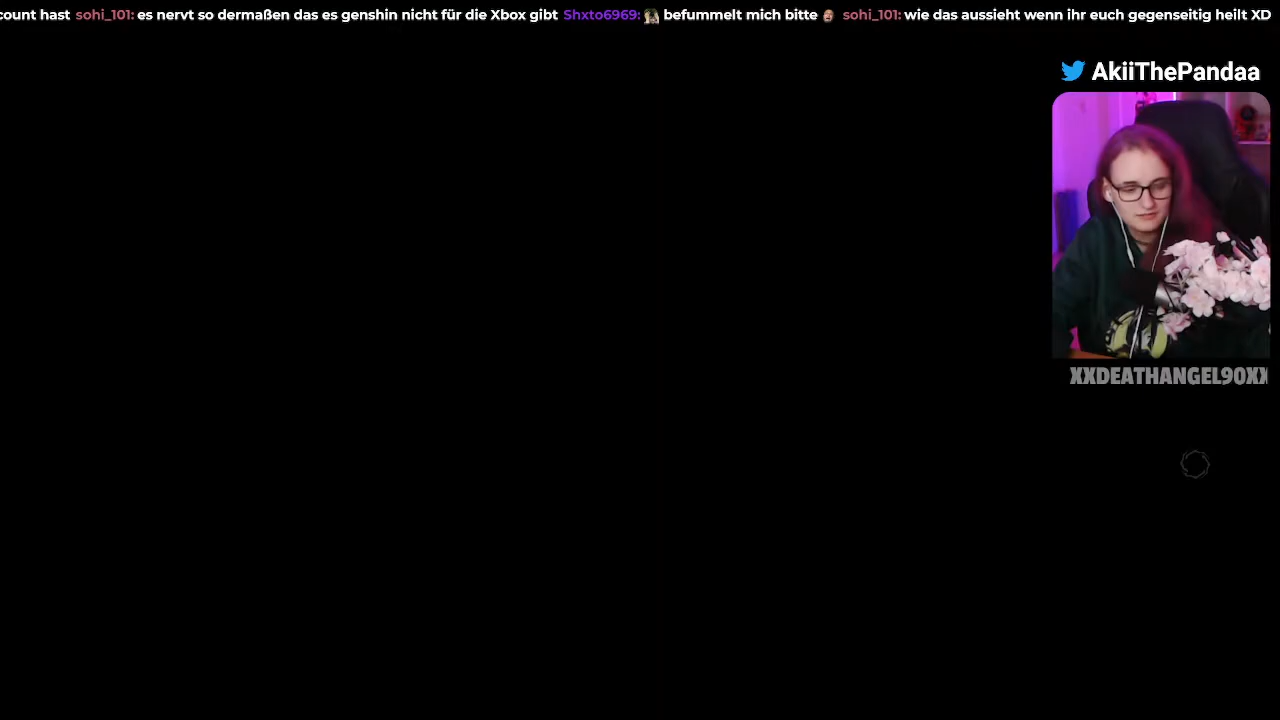 count hast sohi_101: es nervt so dermaßen das es genshin nicht für die Xbox gibt Shxto6969: befummelt mich bitte sohi_101: wie das aussieht wenn ihr euch gegenseitig heilt XD
AkiiThePandaa
XXDEATHANGEL90XX